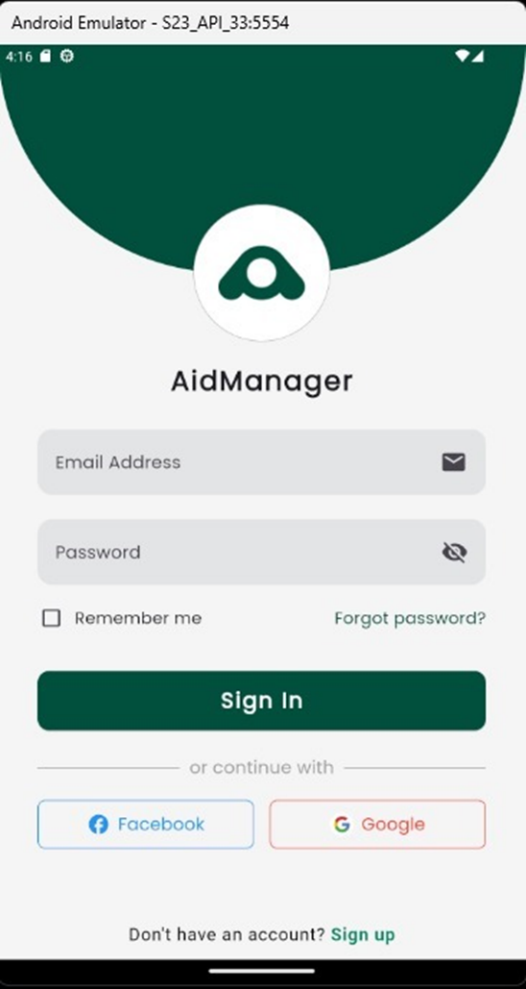 Android Emulator - S23_API_33:5554
4:16
AidManager
Email Address
Password
Remember me
Forgot password?
Sign In
or continue with
Facebook
Google
Don't have an account? Sign up